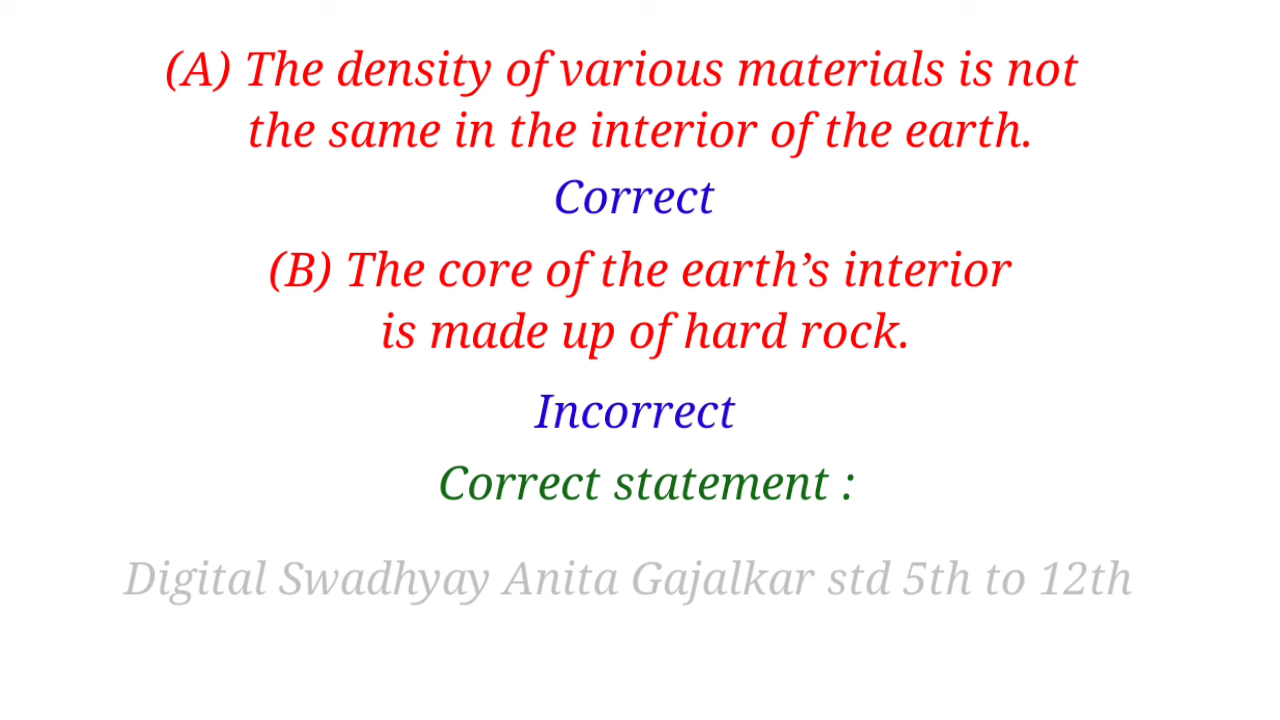 (A) The density of various materials is not
the same in the interior of the earth.
Correct
(B) The core of the earth’s interior
is made up of hard rock.
Incorrect
Correct statement :
Digital Swadhyay Anita Gajalkar std 5th to 12th